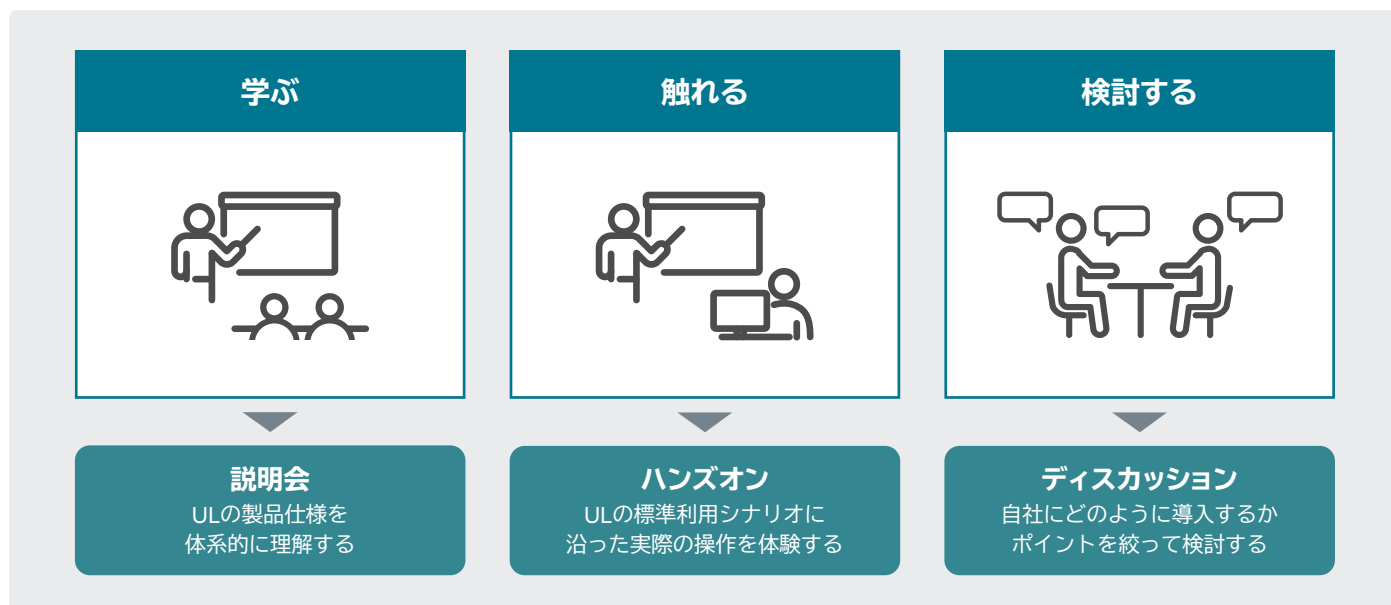 学ぶ
触れる
検討する
説明会
ULの製品仕様を
体系的に理解する
ハンズオン
ULの標準利用シナリオに
沿った実際の操作を体験する
ディスカッション
自社にどのように導入するか
ポイントを絞って検討する